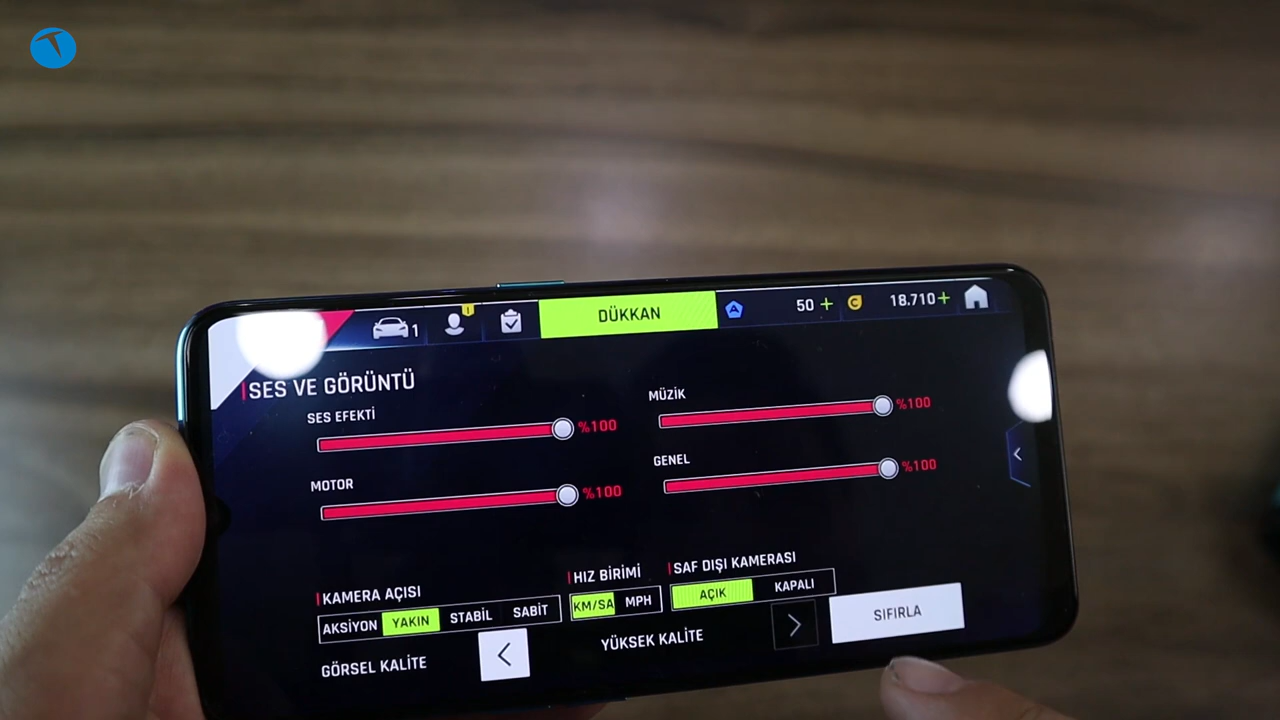 1
!
DÜKKAN
50 +
18.710 +
SES VE GÖRÜNTÜ
SES EFEKTİ
%100
MÜZİK
%100
MOTOR
%100
GENEL
%100
KAMERA AÇISI
AKSİYON YAKIN STABİL SABİT
HIZ BİRİMİ
KM/SA MPH
SAF DIŞI KAMERASI
AÇIK KAPALI
GÖRSEL KALİTE
< YÜKSEK KALİTE >
SIFIRLA